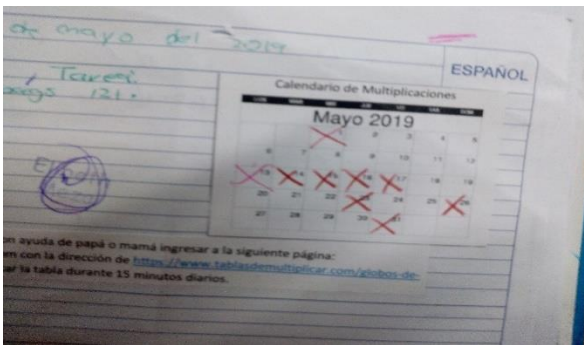 de mayo del 2019
ESPAÑOL
Tarea
121.
Calendario de Multiplicaciones
Mayo 2019
1 2 3 4 5
6 7 8 9 10 11 12
13 14 15 16 17 18 19
20 21 22 23 24 25 26
27 28 29 30 31
on ayuda de papá o mamá ingresar a la siguiente página:
en con la dirección de https://www.tablasdemultiplicar.com/globos-de-
ar la tabla durante 15 minutos diarios.